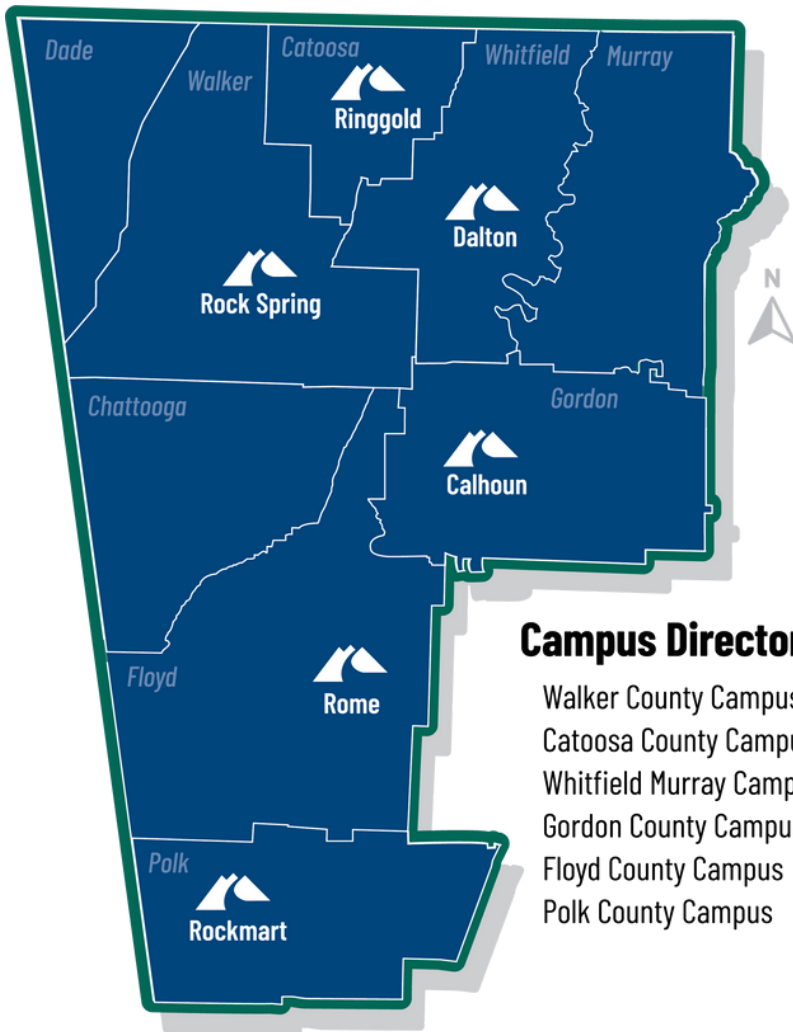 Dade
Walker
Catoosa
Whitfield
Murray
Ringgold
Dalton
Rock Spring
N
Chattooga
Gordon
Calhoun
Floyd
Rome
Polk
Rockmart
Campus Director
Walker County Campus
Catoosa County Campu
Whitfield Murray Camp
Gordon County Campu
Floyd County Campus
Polk County Campus